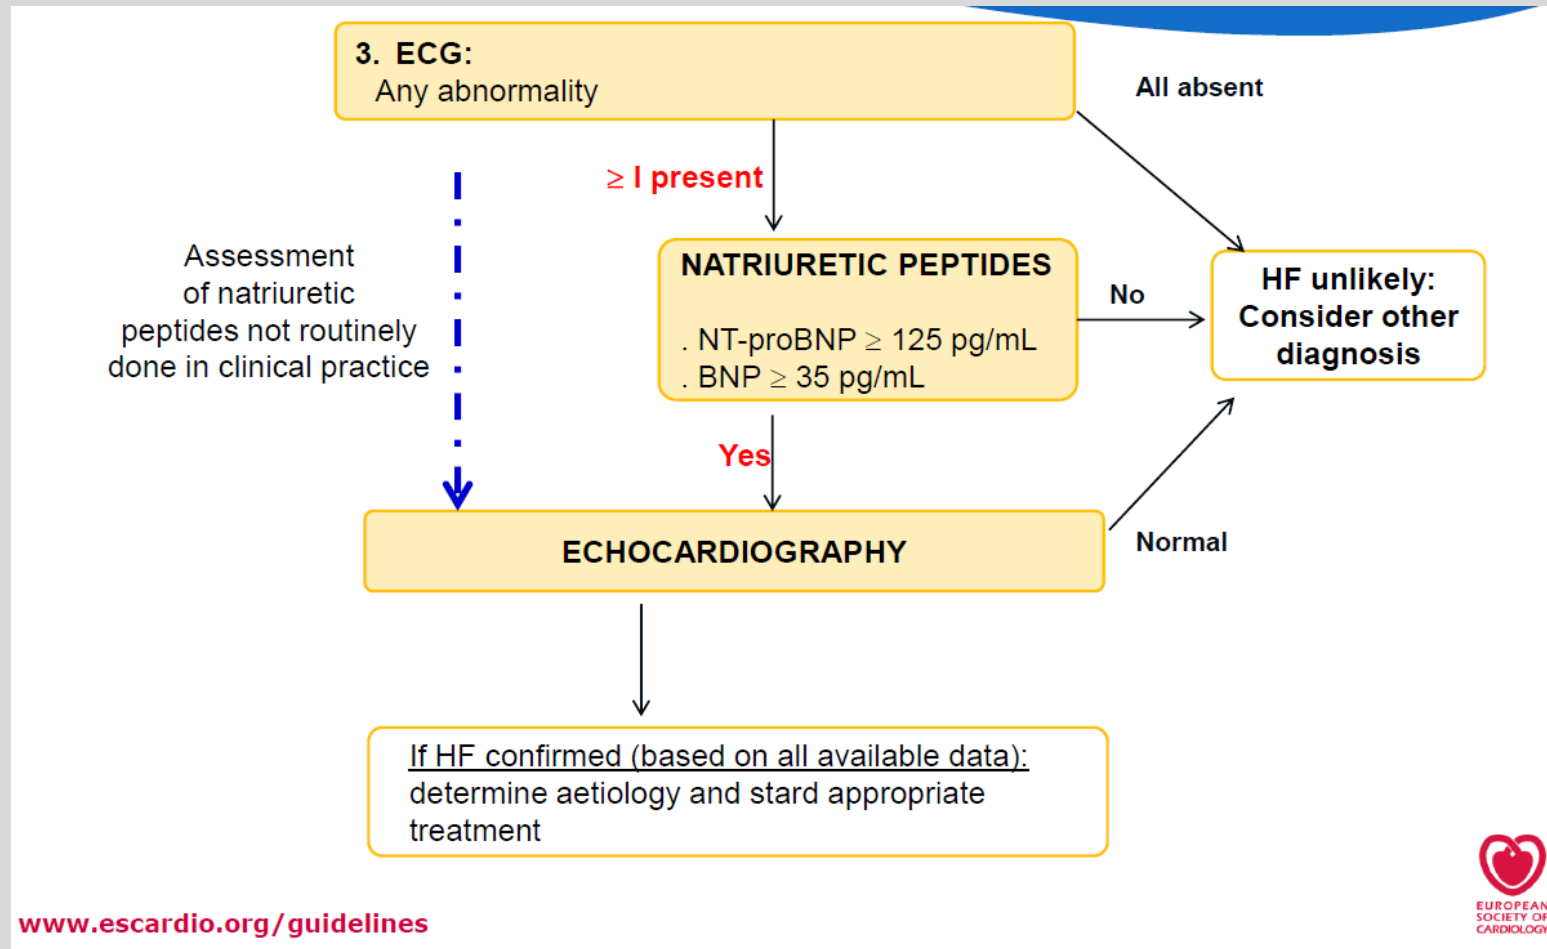 3. ECG:
Any abnormality
All absent
≥ I present
Assessment
of natriuretic
peptides not routinely
done in clinical practice
NATRIURETIC PEPTIDES
. NT-proBNP ≥ 125 pg/mL
. BNP ≥ 35 pg/mL
No
HF unlikely:
Consider other
diagnosis
Yes
ECHOCARDIOGRAPHY
Normal
If HF confirmed (based on all available data):
determine aetiology and stard appropriate
treatment
www.escardio.org/guidelines
EUROPEAN
SOCIETY OF
CARDIOLOGY